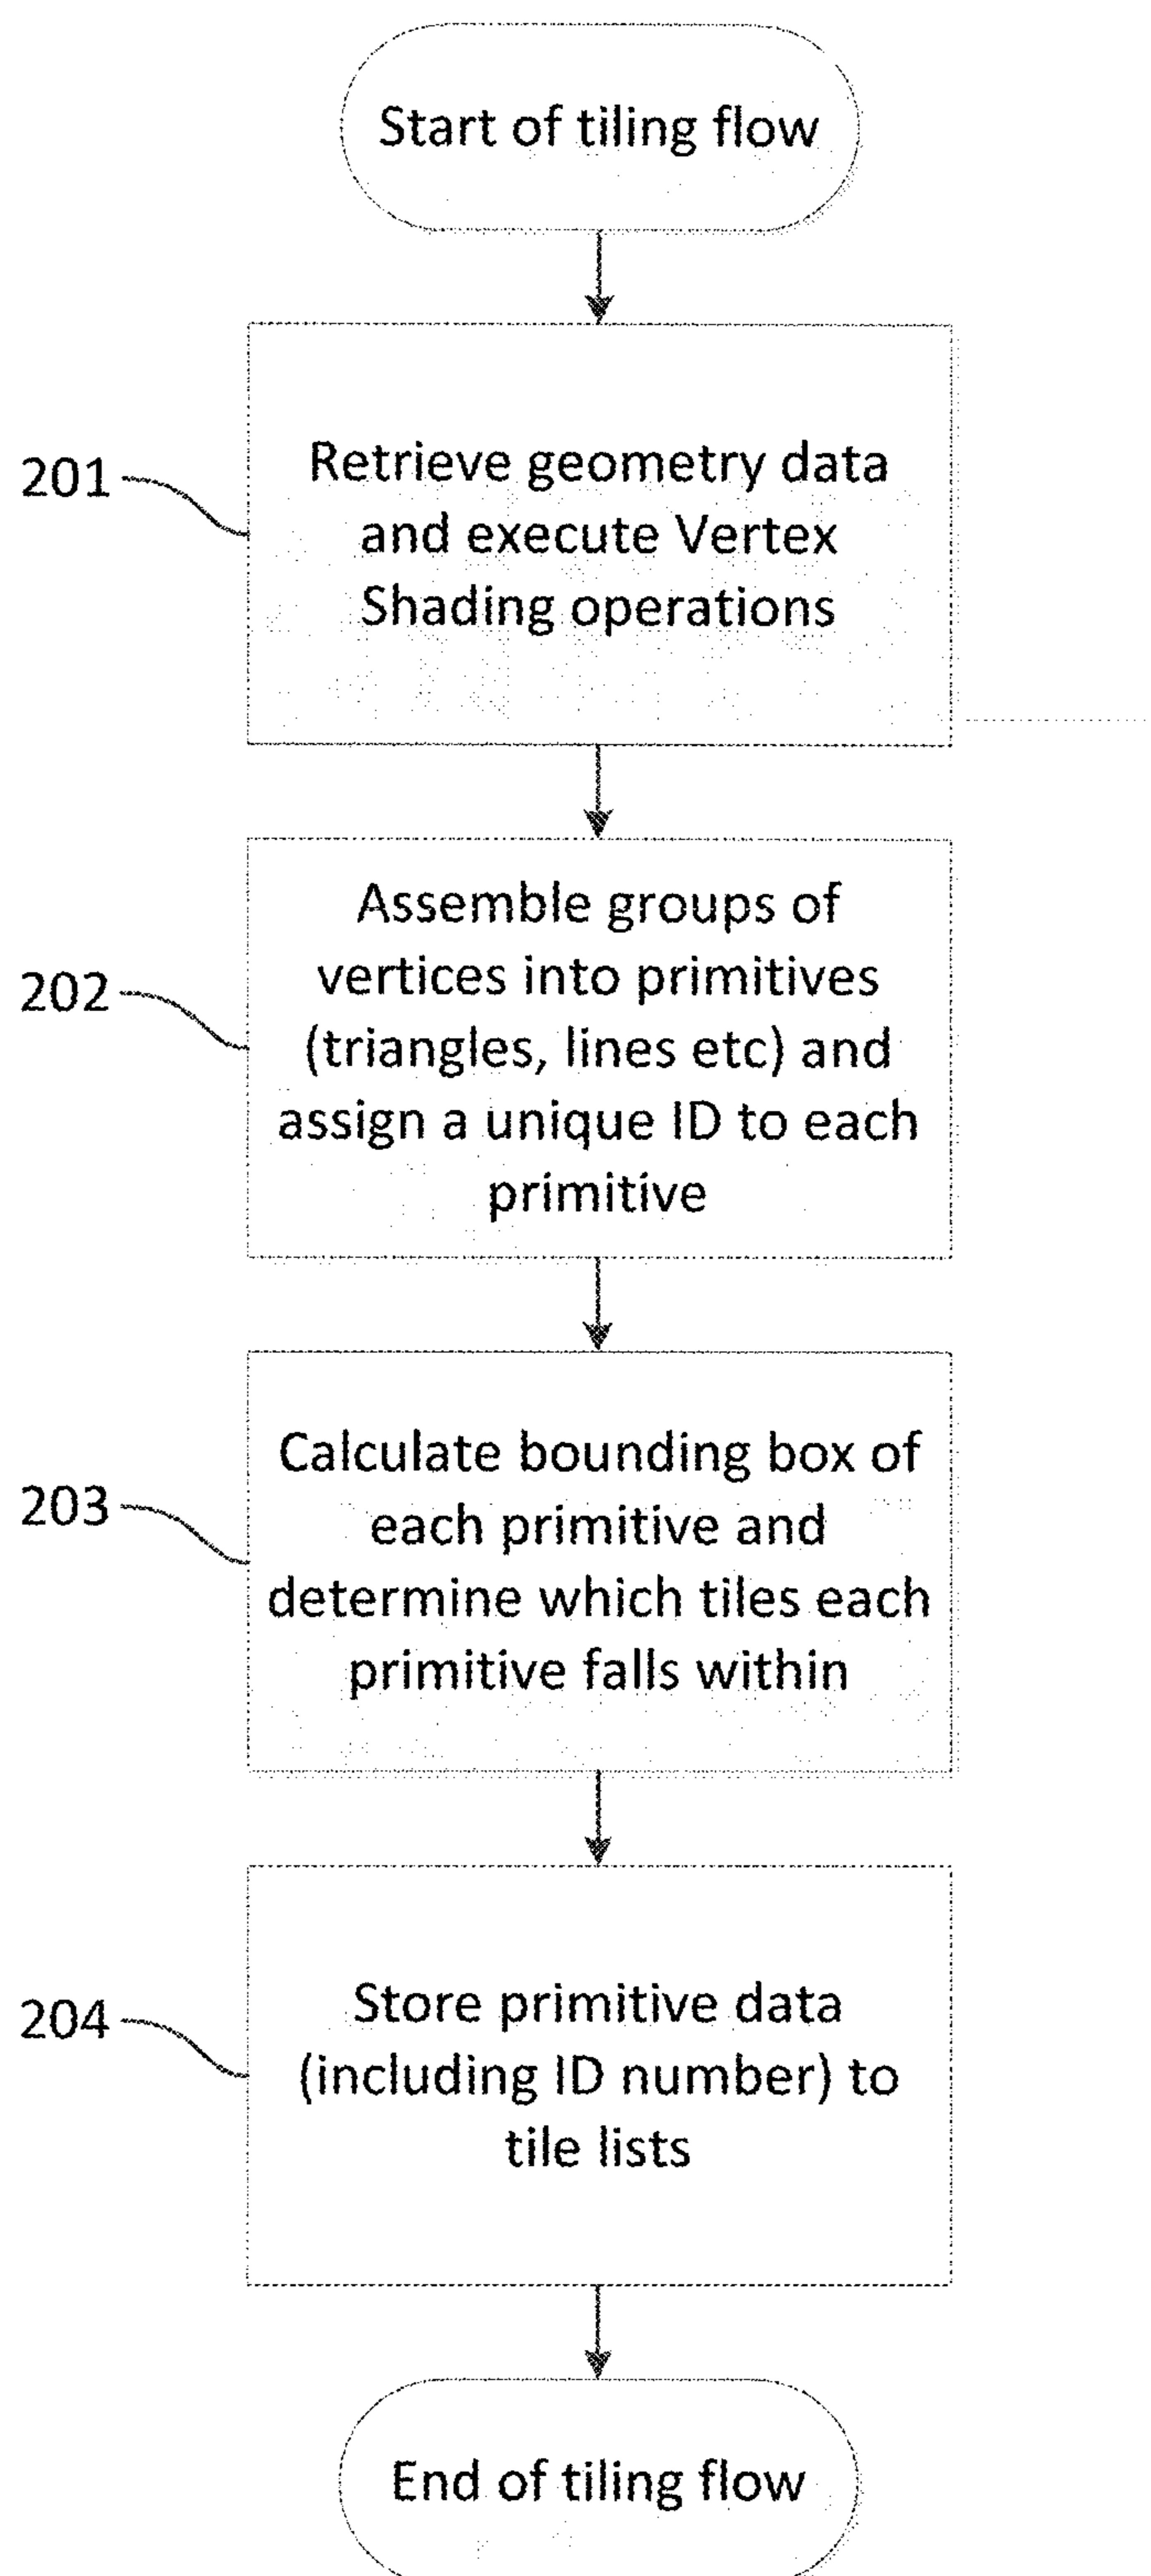 Start of tiling flow
201
Retrieve geometry data
and execute Vertex
Shading operations
202
Assemble groups of
vertices into primitives
(triangles, lines etc) and
assign a unique ID to each
primitive
203
Calculate bounding box of
each primitive and
determine which tiles each
primitive falls within
204
Store primitive data
(including ID number) to
tile lists
End of tiling flow